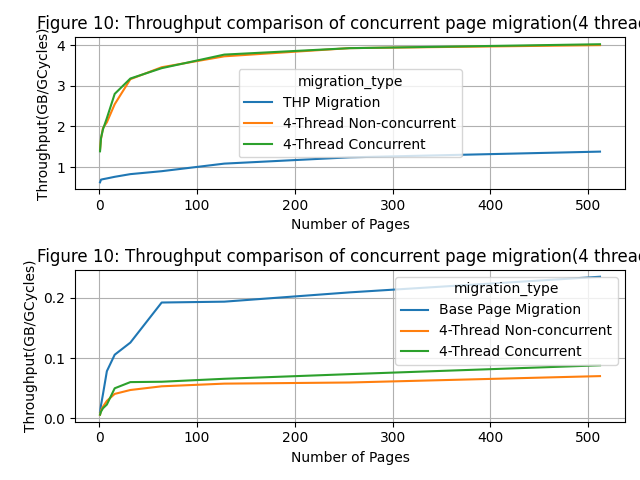 Figure 10: Throughput comparison of concurrent page migration(4
Throughput(GB/GCycles)
4
3
2
1
migration_type
THP Migration
4-Thread Non-concurrent
4-Thread Concurrent
0 100 200 300 400 500
Number of Pages
Figure 10: Throughput comparison of concurrent page migration(4
Throughput(GB/GCycles)
0.2
0.1
0.0
migration_type
Base Page Migration
4-Thread Non-concurrent
4-Thread Concurrent
0 100 200 300 400 500
Number of Pages